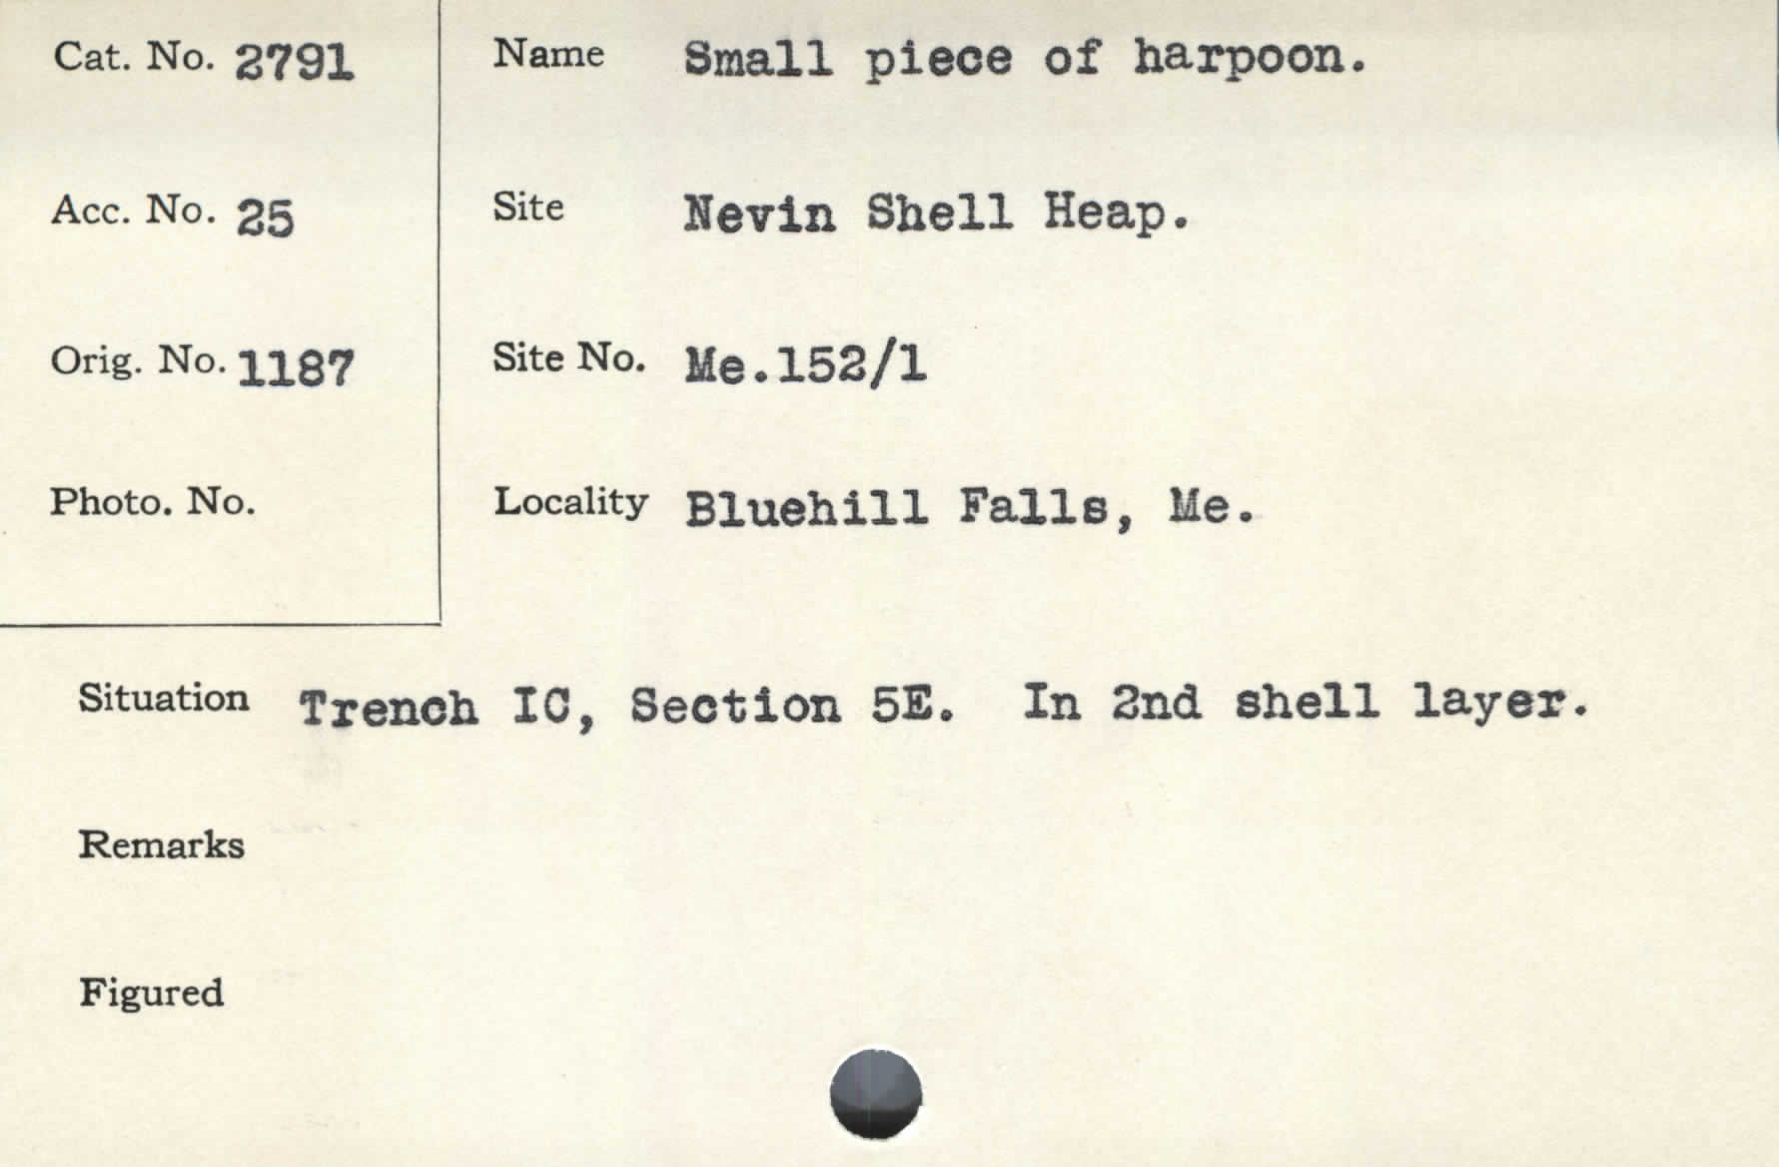 Cat. No. 2791
Acc. No. 25
Orig. No. 1187
Photo. No.
Name Small piece of harpoon.
Site Nevin Shell Heap.
Site No. Me.152/1
Locality Bluehill Falls, Me.
Situation Trench IC, Section 5E. In 2nd shell layer.
Remarks
Figured